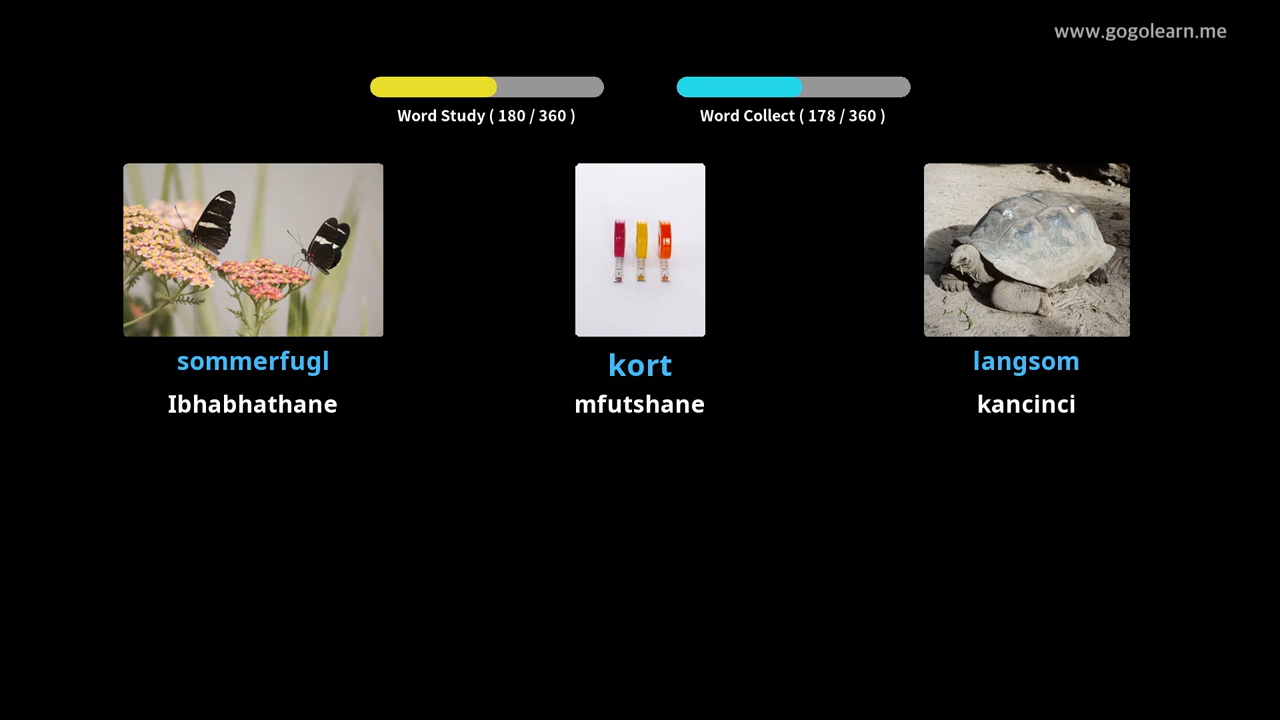 www.gogolearn.me
Word Study ( 180 / 360 )
Word Collect ( 178 / 360 )
sommerfugl
Ibhabhathane
kort
mfutshane
langsom
kancinci